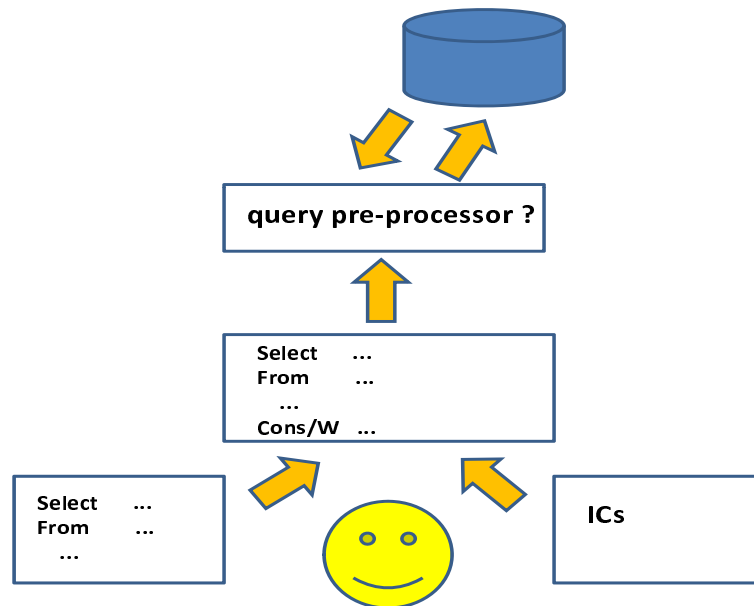 query pre-processor ?
Select ...
From ...
...
Cons/W ...
Select ...
From ...
...
ICs